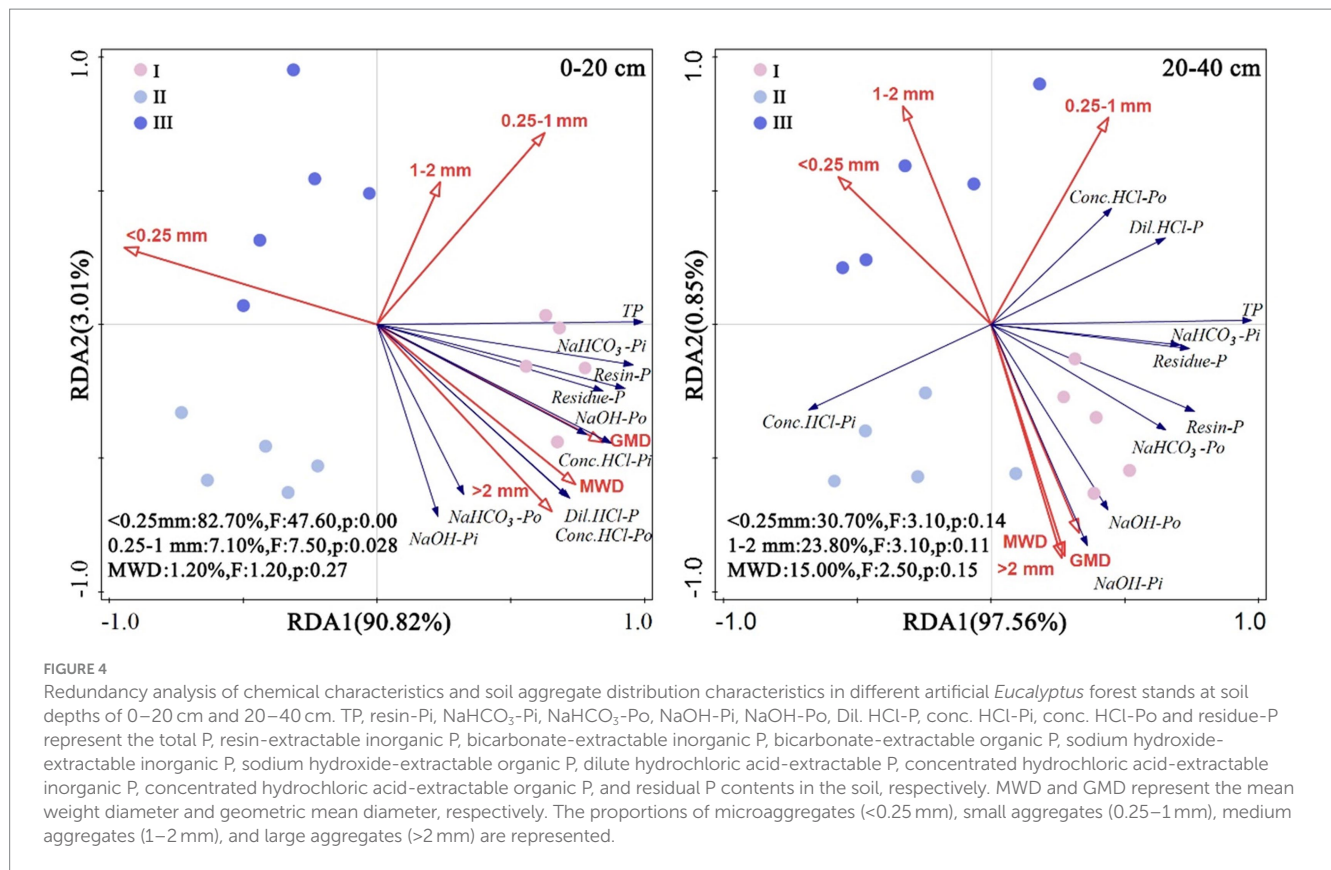 1.0
I
II
III
0-20 cm
0.25-1 mm
1-2 mm
<0.25 mm
TP
NaHCO₃-Pi
Resin-P
Residue-P
NaOH-Po
GMD
Conc.HCl-Pi
MWD
>2 mm
NaHCO₃-Po
Dil.HCl-P
NaOH-Pi
Conc.HCl-Po
<0.25mm:82.70%,F:47.60,p:0.00
0.25-1 mm:7.10%,F:7.50,p:0.028
MWD:1.20%,F:1.20,p:0.27
RDA2(3.01%)
-1.0
-1.0
RDA1(90.82%)
1.0
1.0
I
II
III
20-40 cm
1-2 mm
0.25-1 mm
<0.25 mm
Conc.HCl-Po
Dil.HCl-P
TP
NaHCO₃-Pi
Residue-P
Conc.HCl-Pi
Resin-P
NaHCO₃-Po
NaOH-Po
MWD
GMD
>2 mm
NaOH-Pi
<0.25mm:30.70%,F:3.10,p:0.14
1-2 mm:23.80%,F:3.10,p:0.11
MWD:15.00%,F:2.50,p:0.15
RDA2(0.85%)
-1.0
-1.0
RDA1(97.56%)
1.0
FIGURE 4
Redundancy analysis of chemical characteristics and soil aggregate distribution characteristics in different artificial Eucalyptus forest stands at soil
depths of 0–20 cm and 20–40 cm. TP, resin-Pi, NaHCO₃-Pi, NaHCO₃-Po, NaOH-Pi, NaOH-Po, Dil. HCl-P, conc. HCl-Pi, conc. HCl-Po and residue-P
represent the total P, resin-extractable inorganic P, bicarbonate-extractable inorganic P, bicarbonate-extractable organic P, sodium hydroxide-
extractable inorganic P, sodium hydroxide-extractable organic P, dilute hydrochloric acid-extractable P, concentrated hydrochloric acid-extractable
inorganic P, concentrated hydrochloric acid-extractable organic P, and residual P contents in the soil, respectively. MWD and GMD represent the mean
weight diameter and geometric mean diameter, respectively. The proportions of microaggregates (<0.25 mm), small aggregates (0.25–1 mm), medium
aggregates (1–2 mm), and large aggregates (>2 mm) are represented.